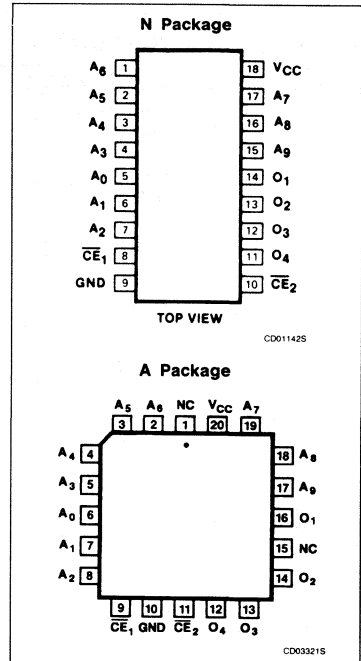 N Package
A6 1 18 VCC
A5 2 17 A7
A4 3 16 A8
A3 4 15 A9
A0 5 14 O1
A1 6 13 O2
A2 7 12 O3
CE1 8 11 O4
GND 9 10 CE2
TOP VIEW
CD01142S
A Package
A5 A6 NC VCC A7
3 2 1 20 19
A4 4 18 A8
A3 5 17 A9
A0 6 16 O1
A1 7 15 NC
A2 8 14 O2
9 10 11 12 13
CE1 GND CE2 O4 O3
CD03321S